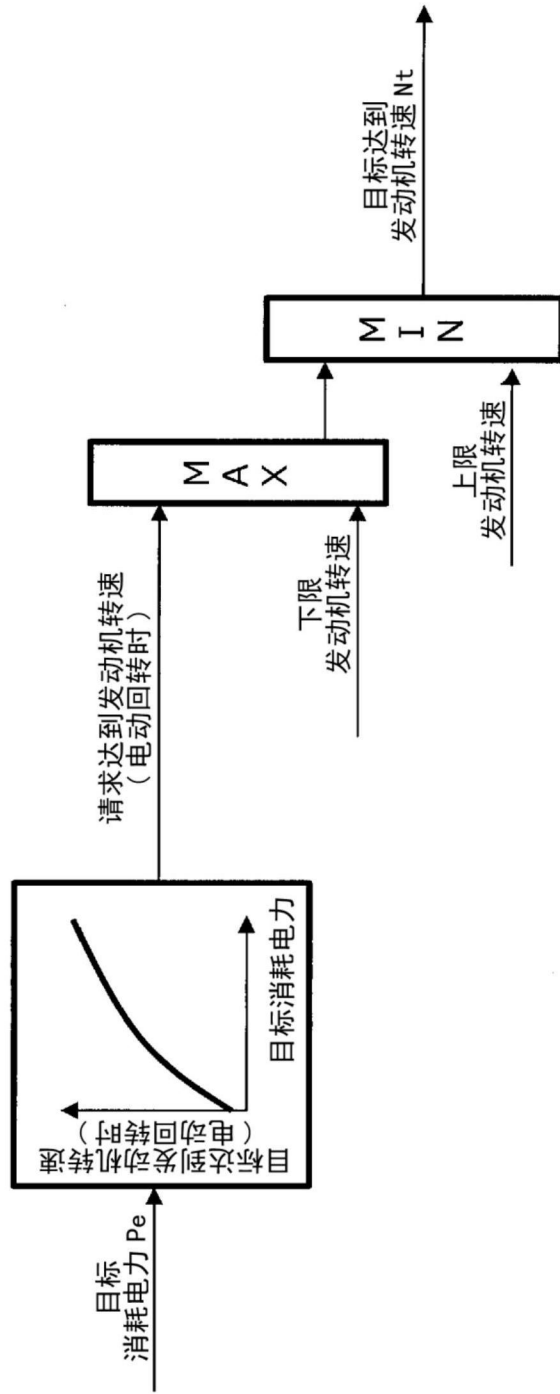 目标
消耗电力 Pe
目标达到发动机转速
（电动回转时）
目标消耗电力
请求达到发动机转速
（电动回转时）
下限
发动机转速
MAX
上限
发动机转速
MIN
目标达到
发动机转速 Nt